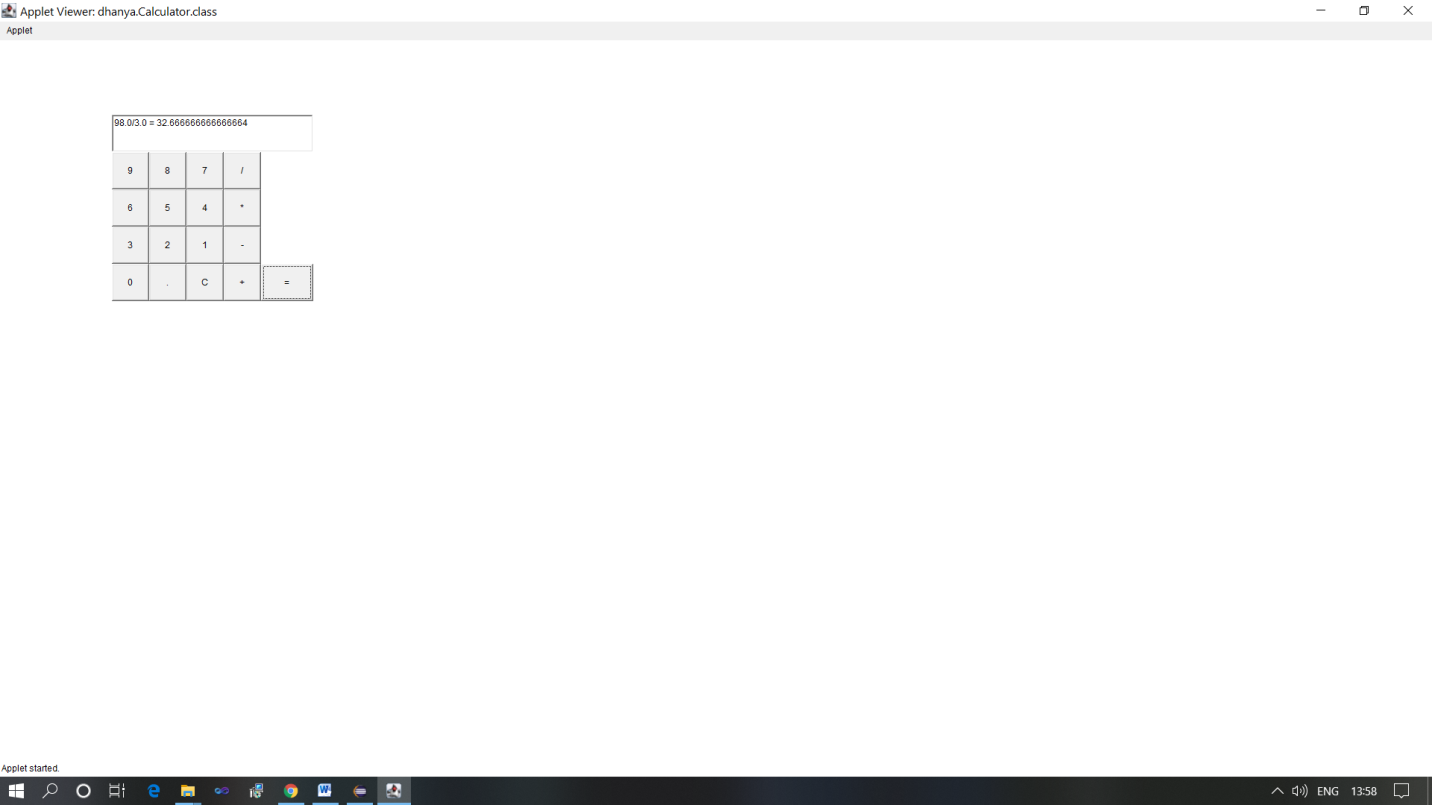 Applet Viewer: dhanya.Calculator.class
Applet
98.0/3.0 = 32.666666666666664
9 8 7 /
6 5 4 *
3 2 1 -
0 . C + =
Applet started.
ENG 13:58